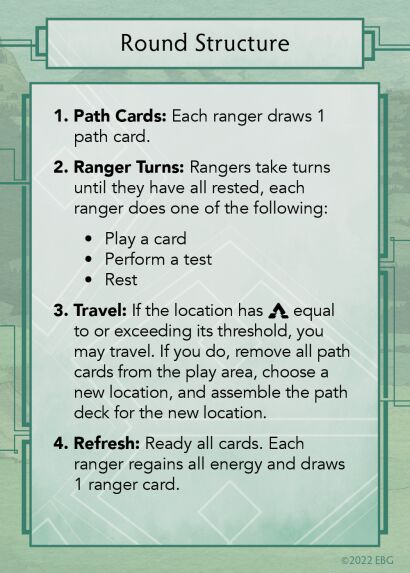 Round Structure
1. Path Cards: Each ranger draws 1
path card.
2. Ranger Turns: Rangers take turns
until they have all rested, each
ranger does one of the following:
• Play a card
• Perform a test
• Rest
3. Travel: If the location has equal
to or exceeding its threshold, you
may travel. If you do, remove all path
cards from the play area, choose a
new location, and assemble the path
deck for the new location.
4. Refresh: Ready all cards. Each
ranger regains all energy and draws
1 ranger card.
©2022 EBG